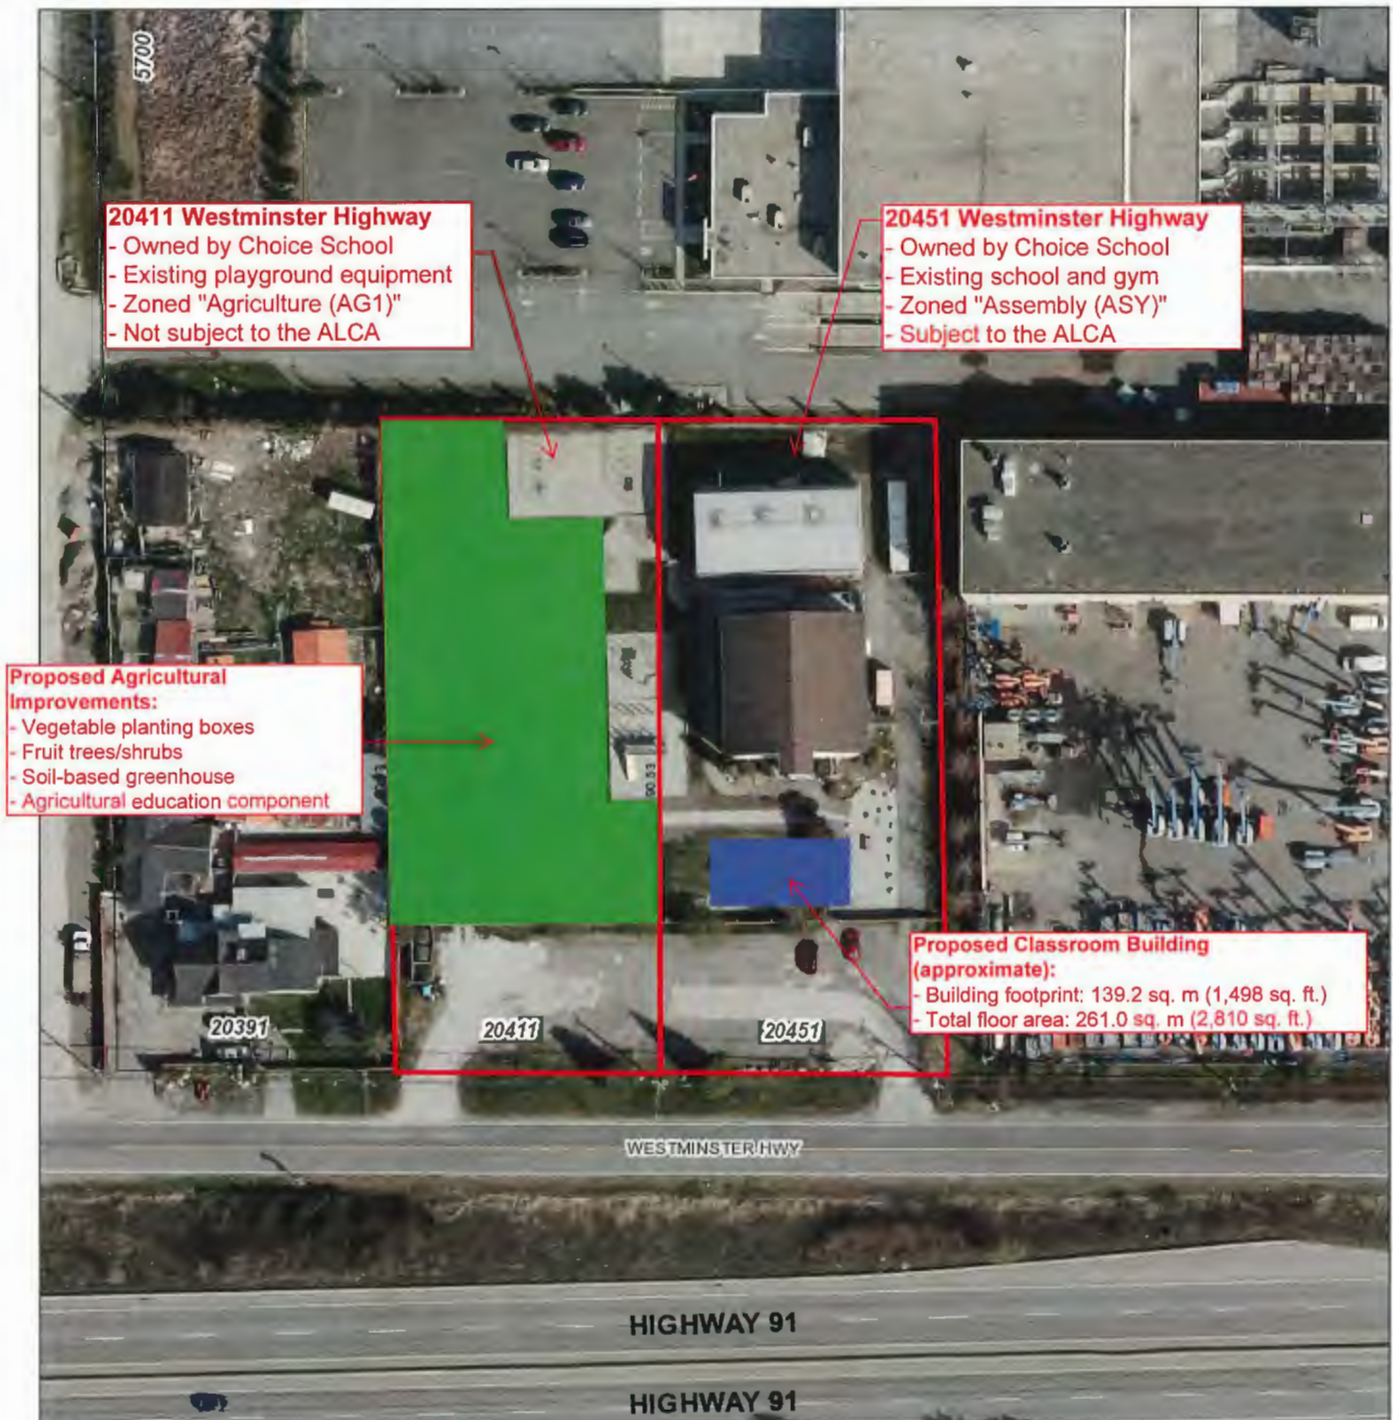 5700
20411 Westminster Highway
- Owned by Choice School
- Existing playground equipment
- Zoned "Agriculture (AG1)"
- Not subject to the ALCA
20451 Westminster Highway
- Owned by Choice School
- Existing school and gym
- Zoned "Assembly (ASY)"
- Subject to the ALCA
Proposed Agricultural
Improvements:
- Vegetable planting boxes
- Fruit trees/shrubs
- Soil-based greenhouse
- Agricultural education component
90.53
Proposed Classroom Building
(approximate):
- Building footprint: 139.2 sq. m (1,498 sq. ft.)
- Total floor area: 261.0 sq. m (2,810 sq. ft.)
20391
20411
20451
WESTMINSTER HWY
HIGHWAY 91
HIGHWAY 91